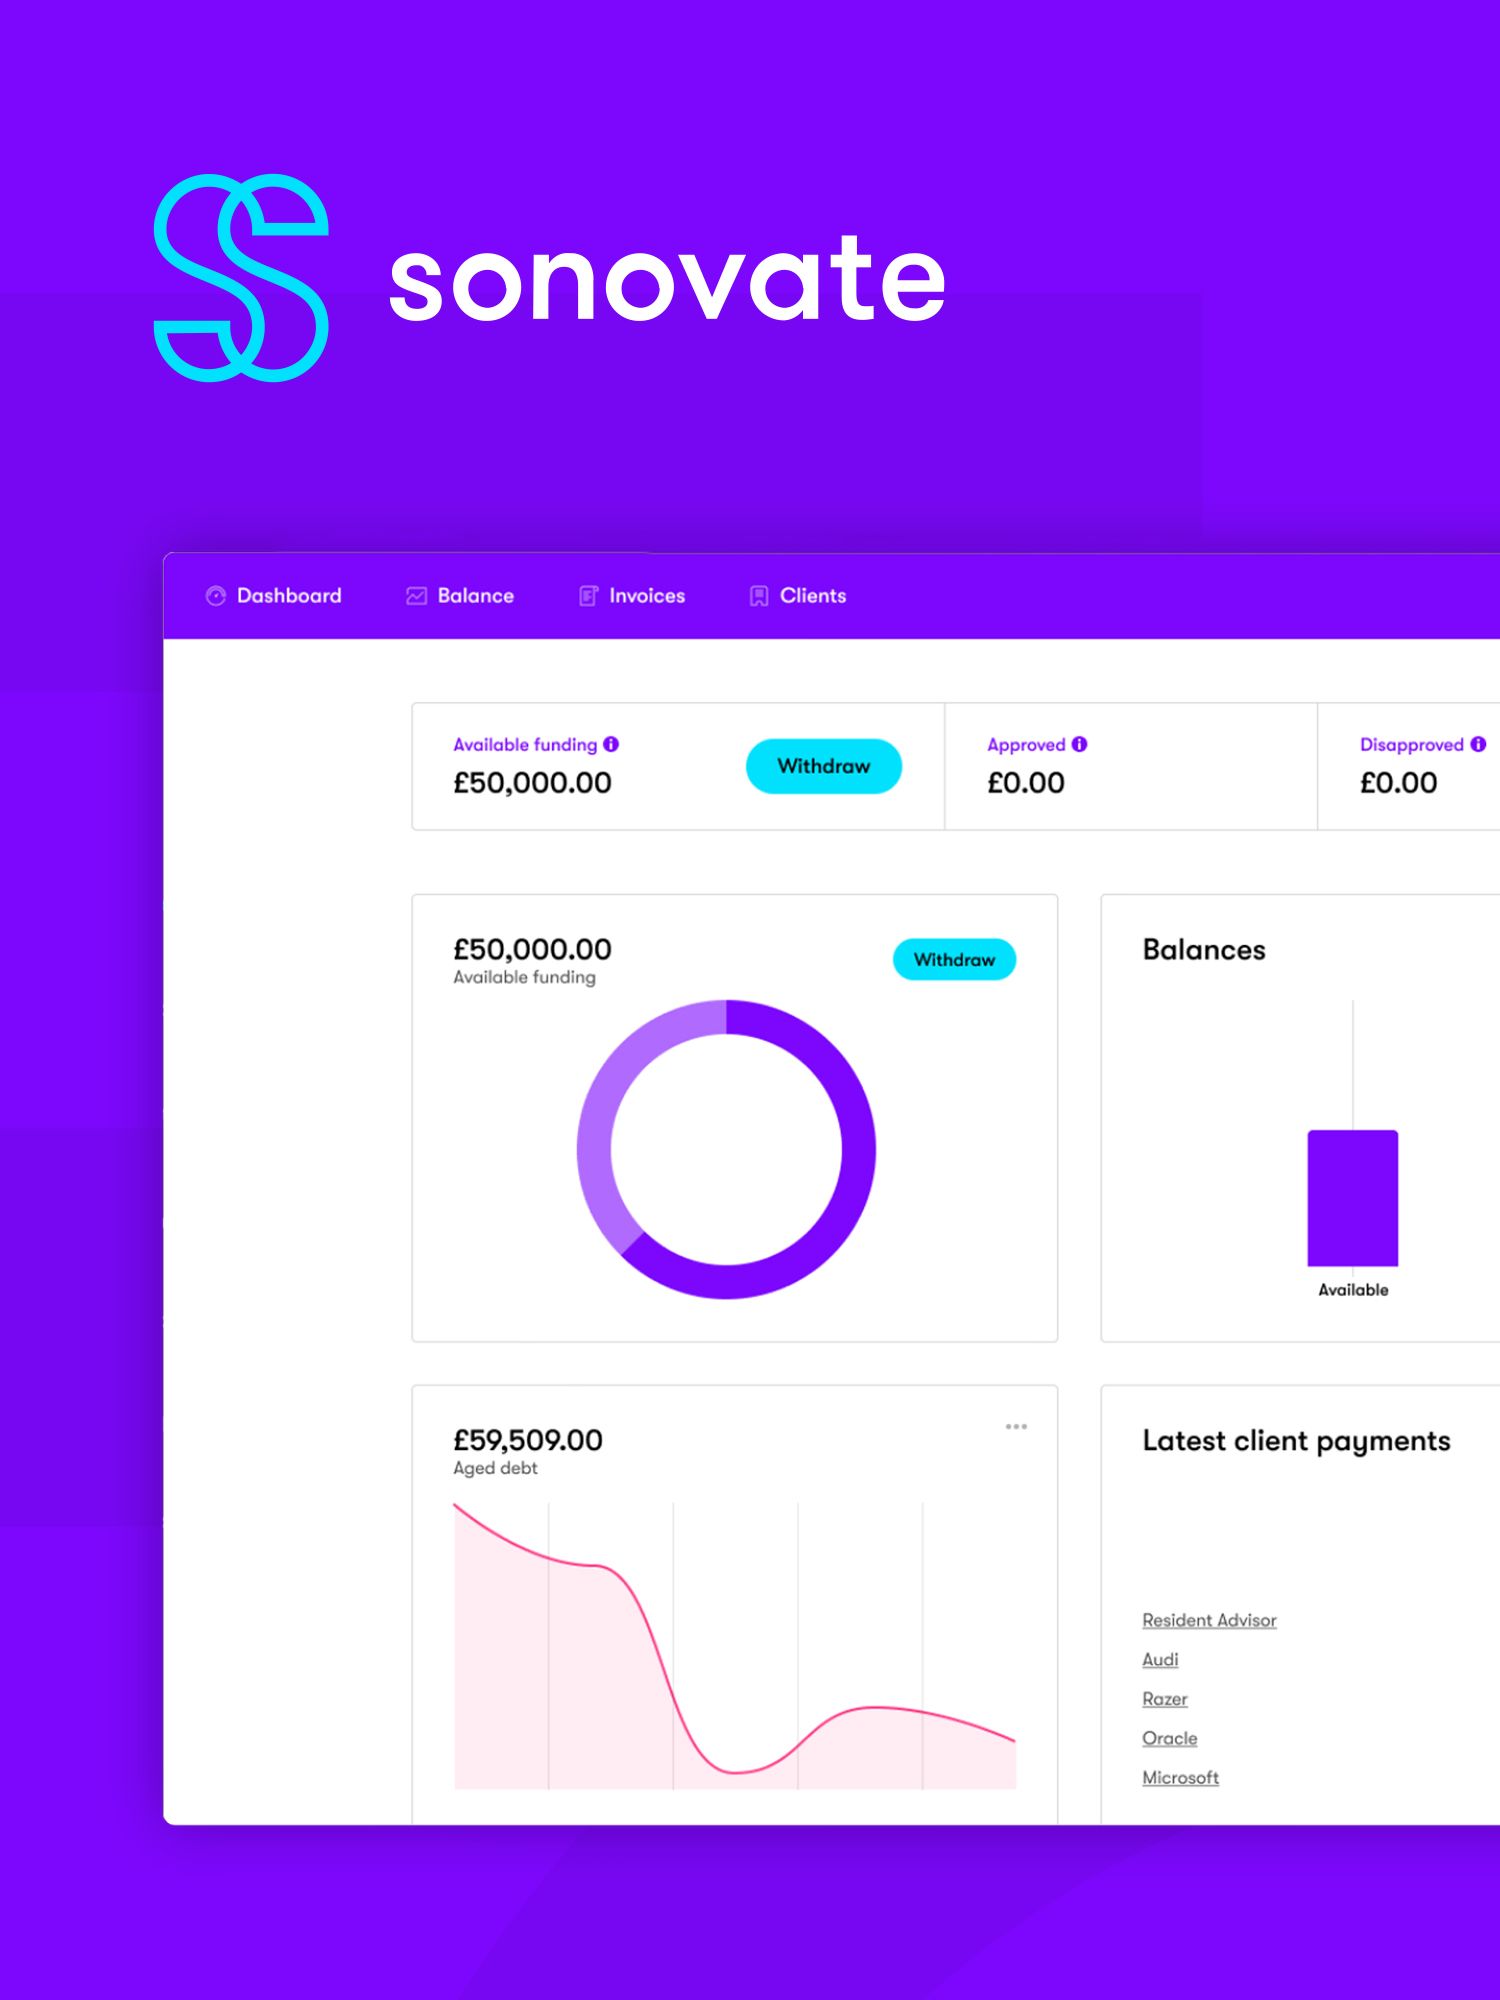 sonovate
Dashboard
Balance
Invoices
Clients
Available funding
£50,000.00
Withdraw
Approved
£0.00
Disapproved
£0.00
£50,000.00
Available funding
Withdraw
Balances
Available
£59,509.00
Aged debt
Latest client payments
Resident Advisor
Audi
Razer
Oracle
Microsoft